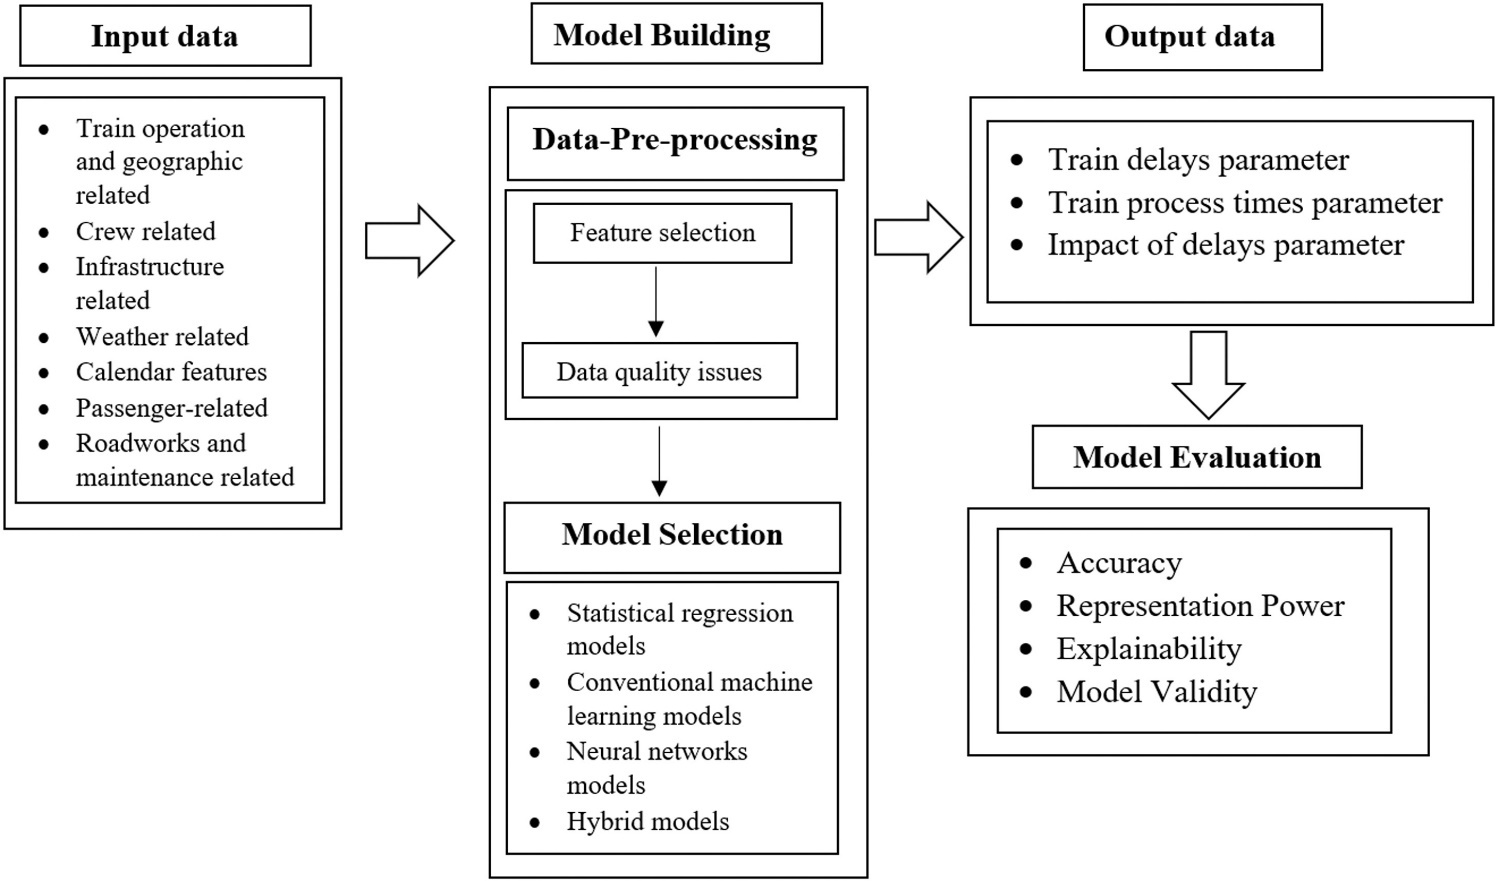 Input data
Train operation
and geographic
related
Crew related
Infrastructure
related
Weather related
Calendar features
Passenger-related
Roadworks and
maintenance related
Model Building
Data-Pre-processing
Feature selection
Data quality issues
Model Selection
Statistical regression
models
Conventional machine
learning models
Neural networks
models
Hybrid models
Output data
Train delays parameter
Train process times parameter
Impact of delays parameter
Model Evaluation
Accuracy
Representation Power
Explainability
Model Validity